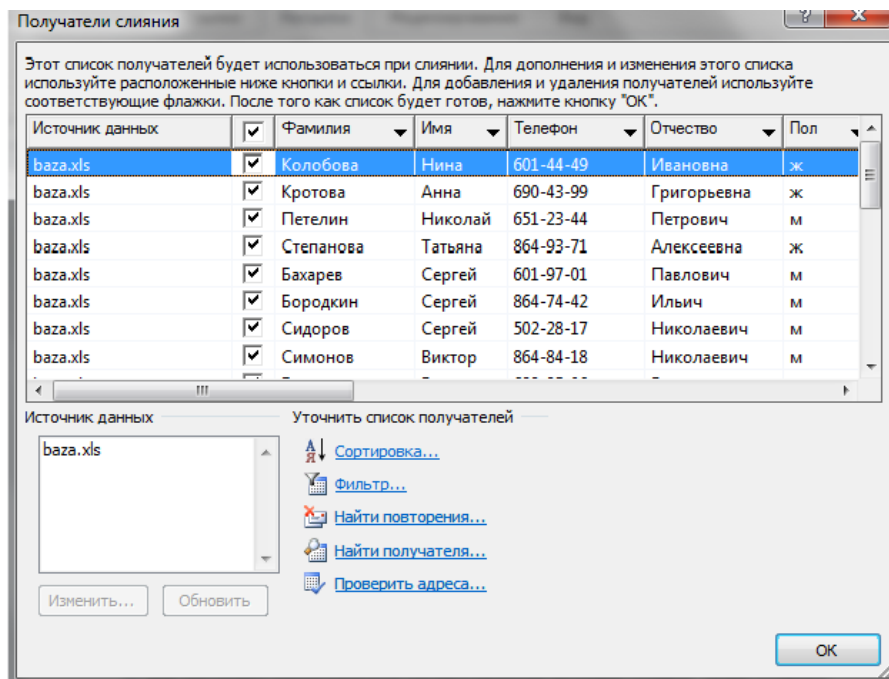 Получатели слияния
Этот список получателей будет использоваться при слиянии. Для дополнения и изменения этого списка
используйте расположенные ниже кнопки и ссылки. Для добавления и удаления получателей используйте
соответствующие флажки. После того как список будет готов, нажмите кнопку "ОК".
Источник данных Фамилия Имя Телефон Отчество Пол
baza.xls Колобова Нина 601-44-49 Ивановна ж
baza.xls Кротова Анна 690-43-99 Григорьевна ж
baza.xls Петелин Николай 651-23-44 Петрович м
baza.xls Степанова Татьяна 864-93-71 Алексеевна ж
baza.xls Бахарев Сергей 601-97-01 Павлович м
baza.xls Бородкин Сергей 864-74-42 Ильич м
baza.xls Сидоров Сергей 502-28-17 Николаевич м
baza.xls Симонов Виктор 864-84-18 Николаевич м
Источник данных Уточнить список получателей
baza.xls
Сортировка...
Фильтр...
Найти повторения...
Найти получателя...
Проверить адреса...
Изменить... Обновить
ОК